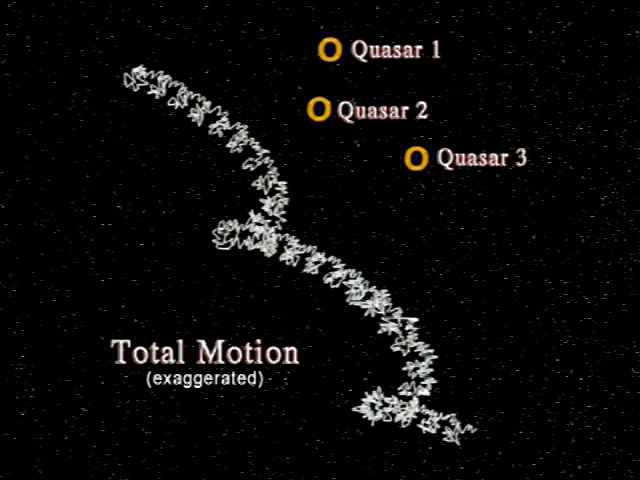 Quasar 1
Quasar 2
Quasar 3
Total Motion
(exaggerated)